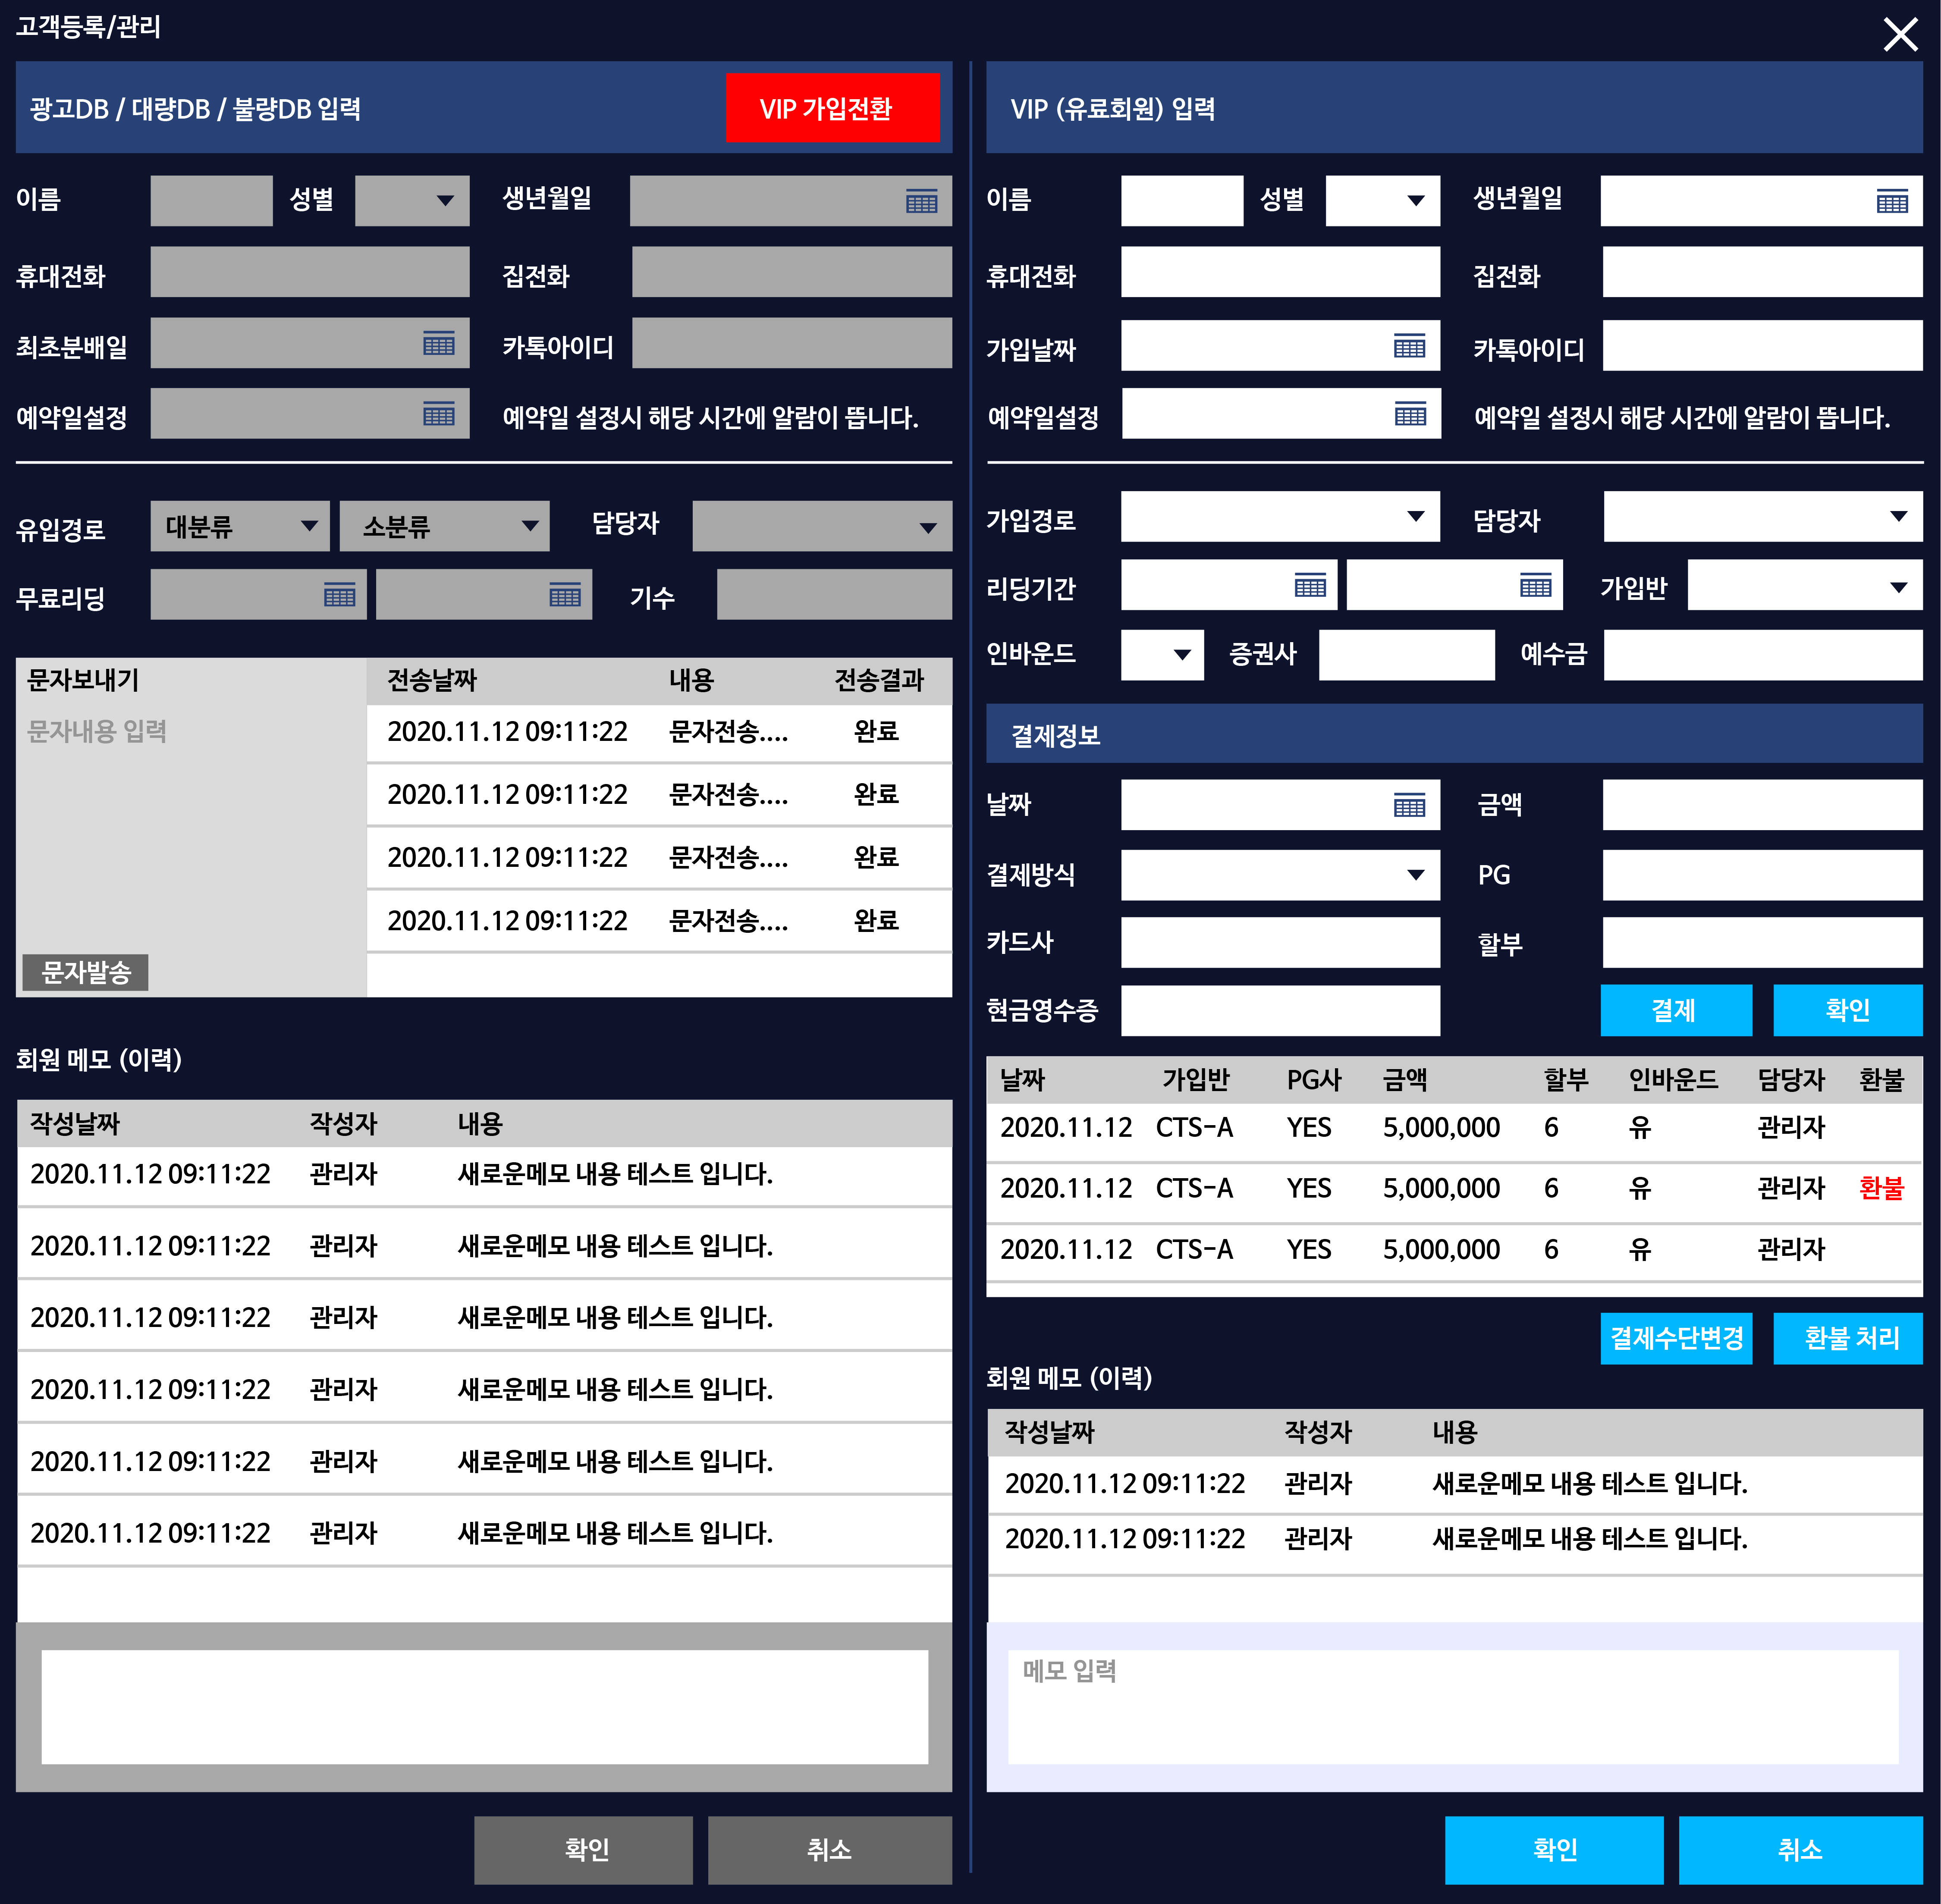 고객등록/관리
광고DB / 대량DB / 불량DB 입력
VIP 가입전환
이름 성별 생년월일
휴대전화 집전화
최초분배일 카톡아이디
예약일설정 예약일 설정시 해당 시간에 알람이 뜹니다.
유입경로 대분류 소분류 담당자
무료리딩 기수
문자보내기
문자내용 입력
문자발송
전송날짜 내용 전송결과
2020.11.12 09:11:22 문자전송.... 완료
2020.11.12 09:11:22 문자전송.... 완료
2020.11.12 09:11:22 문자전송.... 완료
2020.11.12 09:11:22 문자전송.... 완료
회원 메모 (이력)
작성날짜 작성자 내용
2020.11.12 09:11:22 관리자 새로운메모 내용 테스트 입니다.
2020.11.12 09:11:22 관리자 새로운메모 내용 테스트 입니다.
2020.11.12 09:11:22 관리자 새로운메모 내용 테스트 입니다.
2020.11.12 09:11:22 관리자 새로운메모 내용 테스트 입니다.
2020.11.12 09:11:22 관리자 새로운메모 내용 테스트 입니다.
2020.11.12 09:11:22 관리자 새로운메모 내용 테스트 입니다.
확인 취소
VIP (유료회원) 입력
이름 성별 생년월일
휴대전화 집전화
가입날짜 카톡아이디
예약일설정 예약일 설정시 해당 시간에 알람이 뜹니다.
가입경로 담당자
리딩기간 가입반
인바운드 증권사 예수금
결제정보
날짜 금액
결제방식 PG
카드사 할부
현금영수증 결제 확인
날짜 가입반 PG사 금액 할부 인바운드 담당자 환불
2020.11.12 CTS-A YES 5,000,000 6 유 관리자
2020.11.12 CTS-A YES 5,000,000 6 유 관리자 환불
2020.11.12 CTS-A YES 5,000,000 6 유 관리자
결제수단변경 환불 처리
회원 메모 (이력)
작성날짜 작성자 내용
2020.11.12 09:11:22 관리자 새로운메모 내용 테스트 입니다.
2020.11.12 09:11:22 관리자 새로운메모 내용 테스트 입니다.
메모 입력
확인 취소